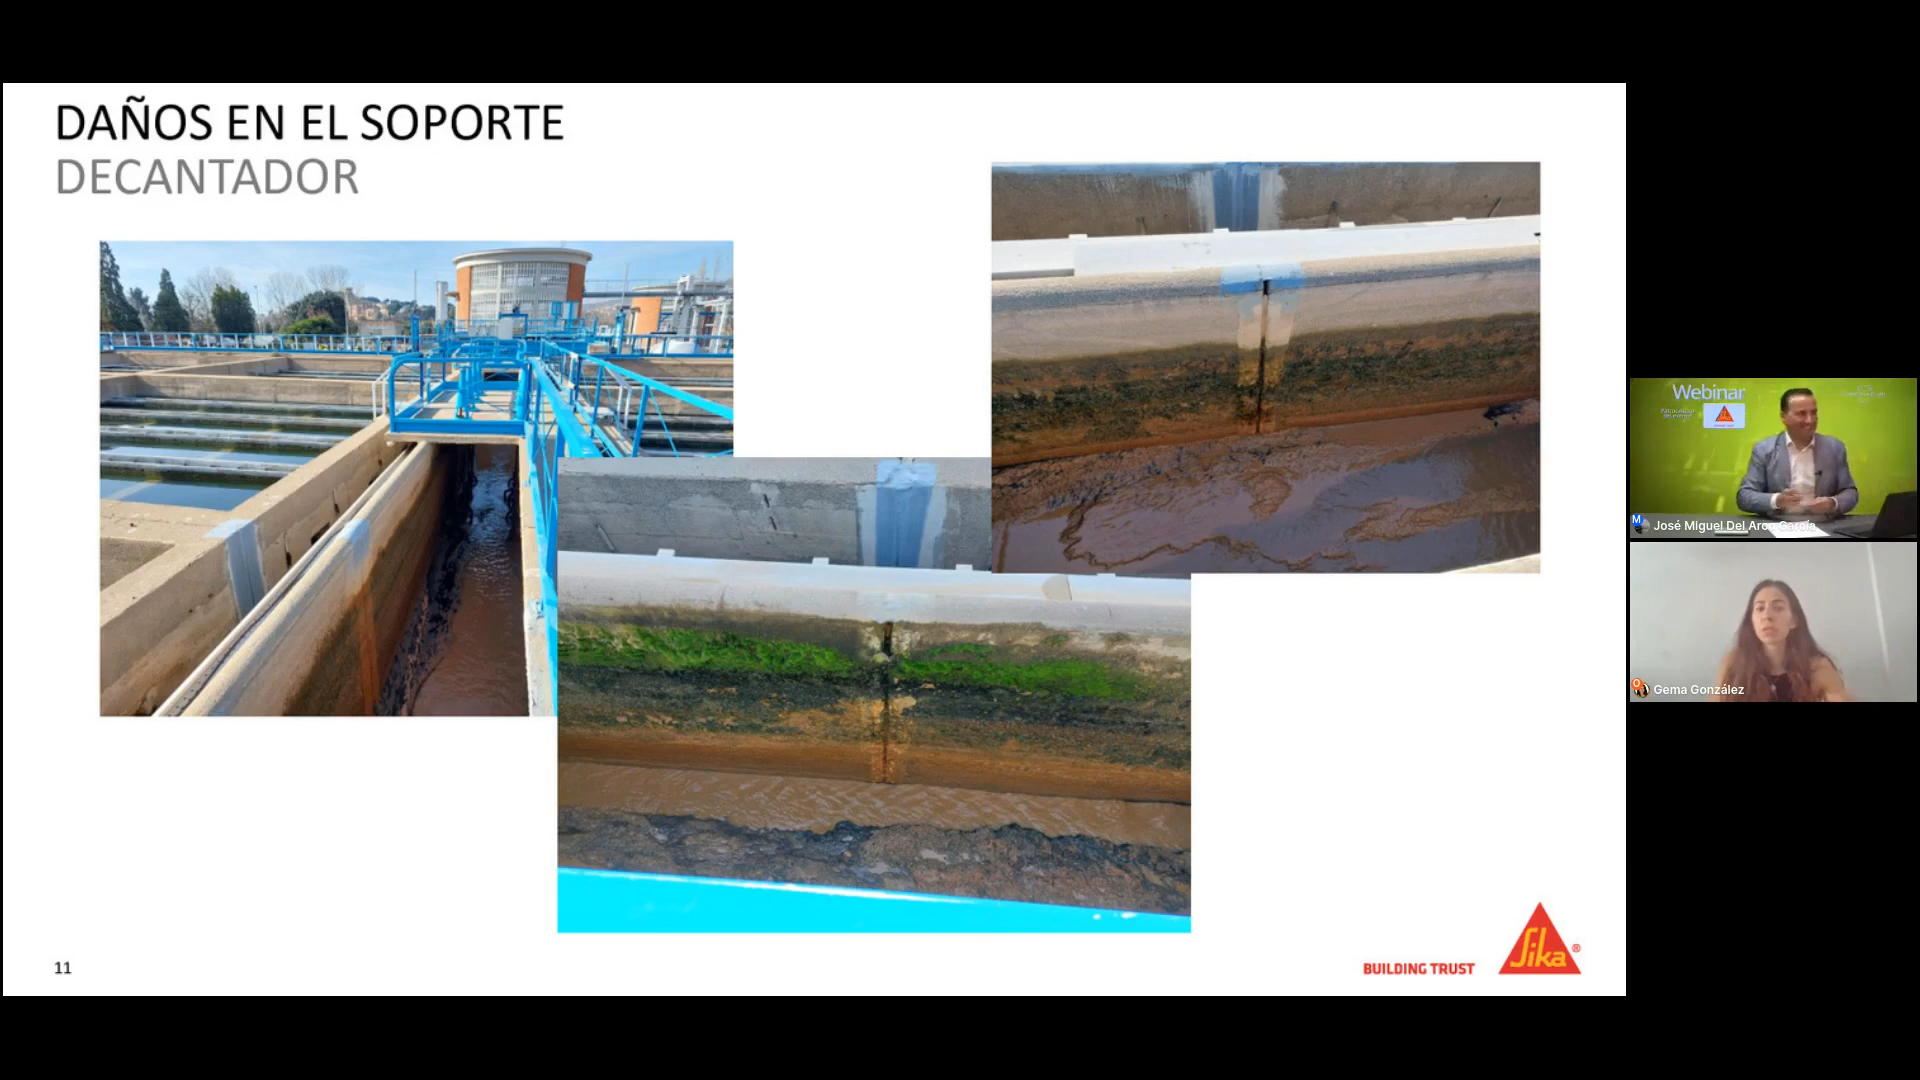 DAÑOS EN EL SOPORTE
DECANTADOR
11
BUILDING TRUST
Sika®
Webinar
M
José Miguel Del Arco García
O
Gema González